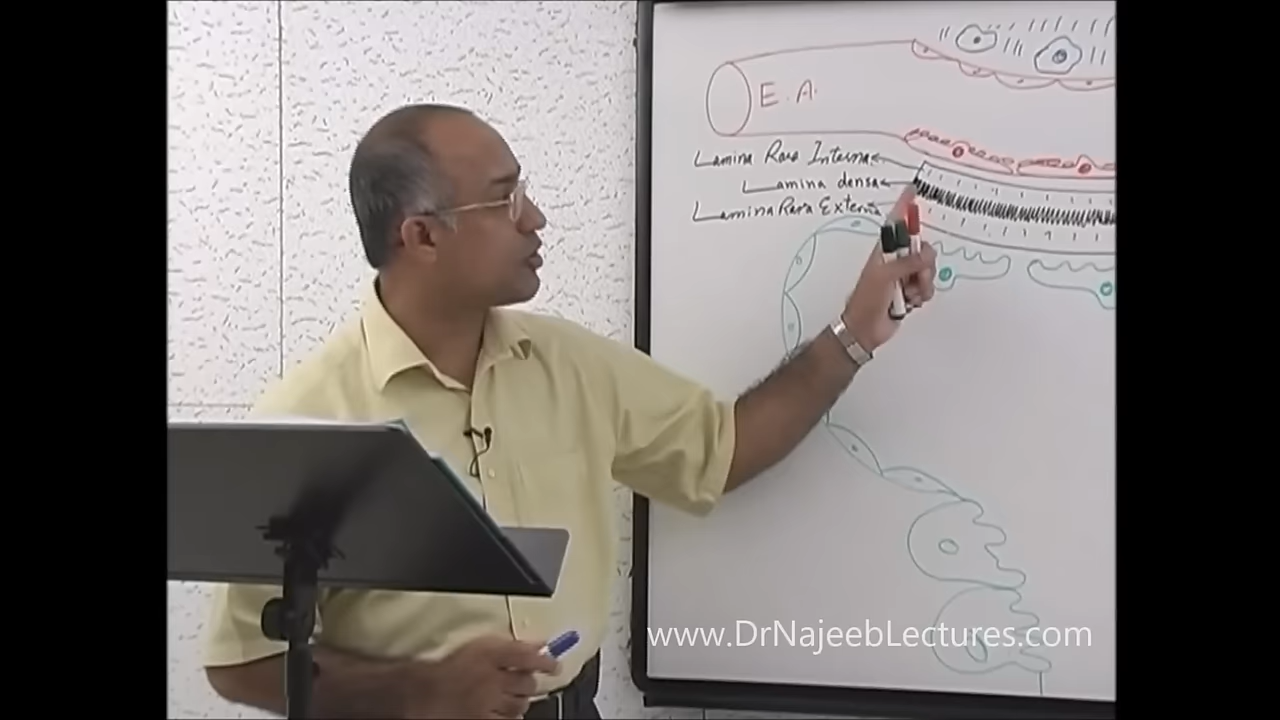 E. A.
Lamina Rara Interna
Lamina densa
Lamina Rara Externa
www.DrNajeebLectures.com